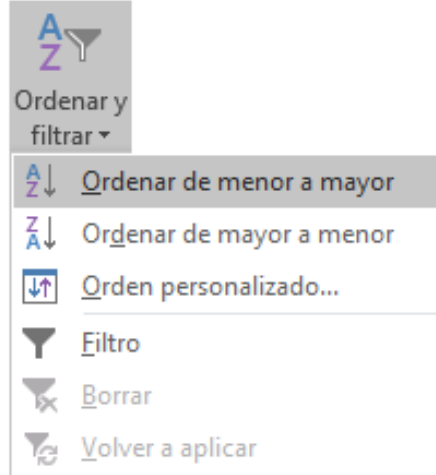 A
Z
Ordenar y
filtrar
A
Z
Ordenar de menor a mayor
Z
A
Ordenar de mayor a menor
Orden personalizado...
Filtro
Borrar
Volver a aplicar